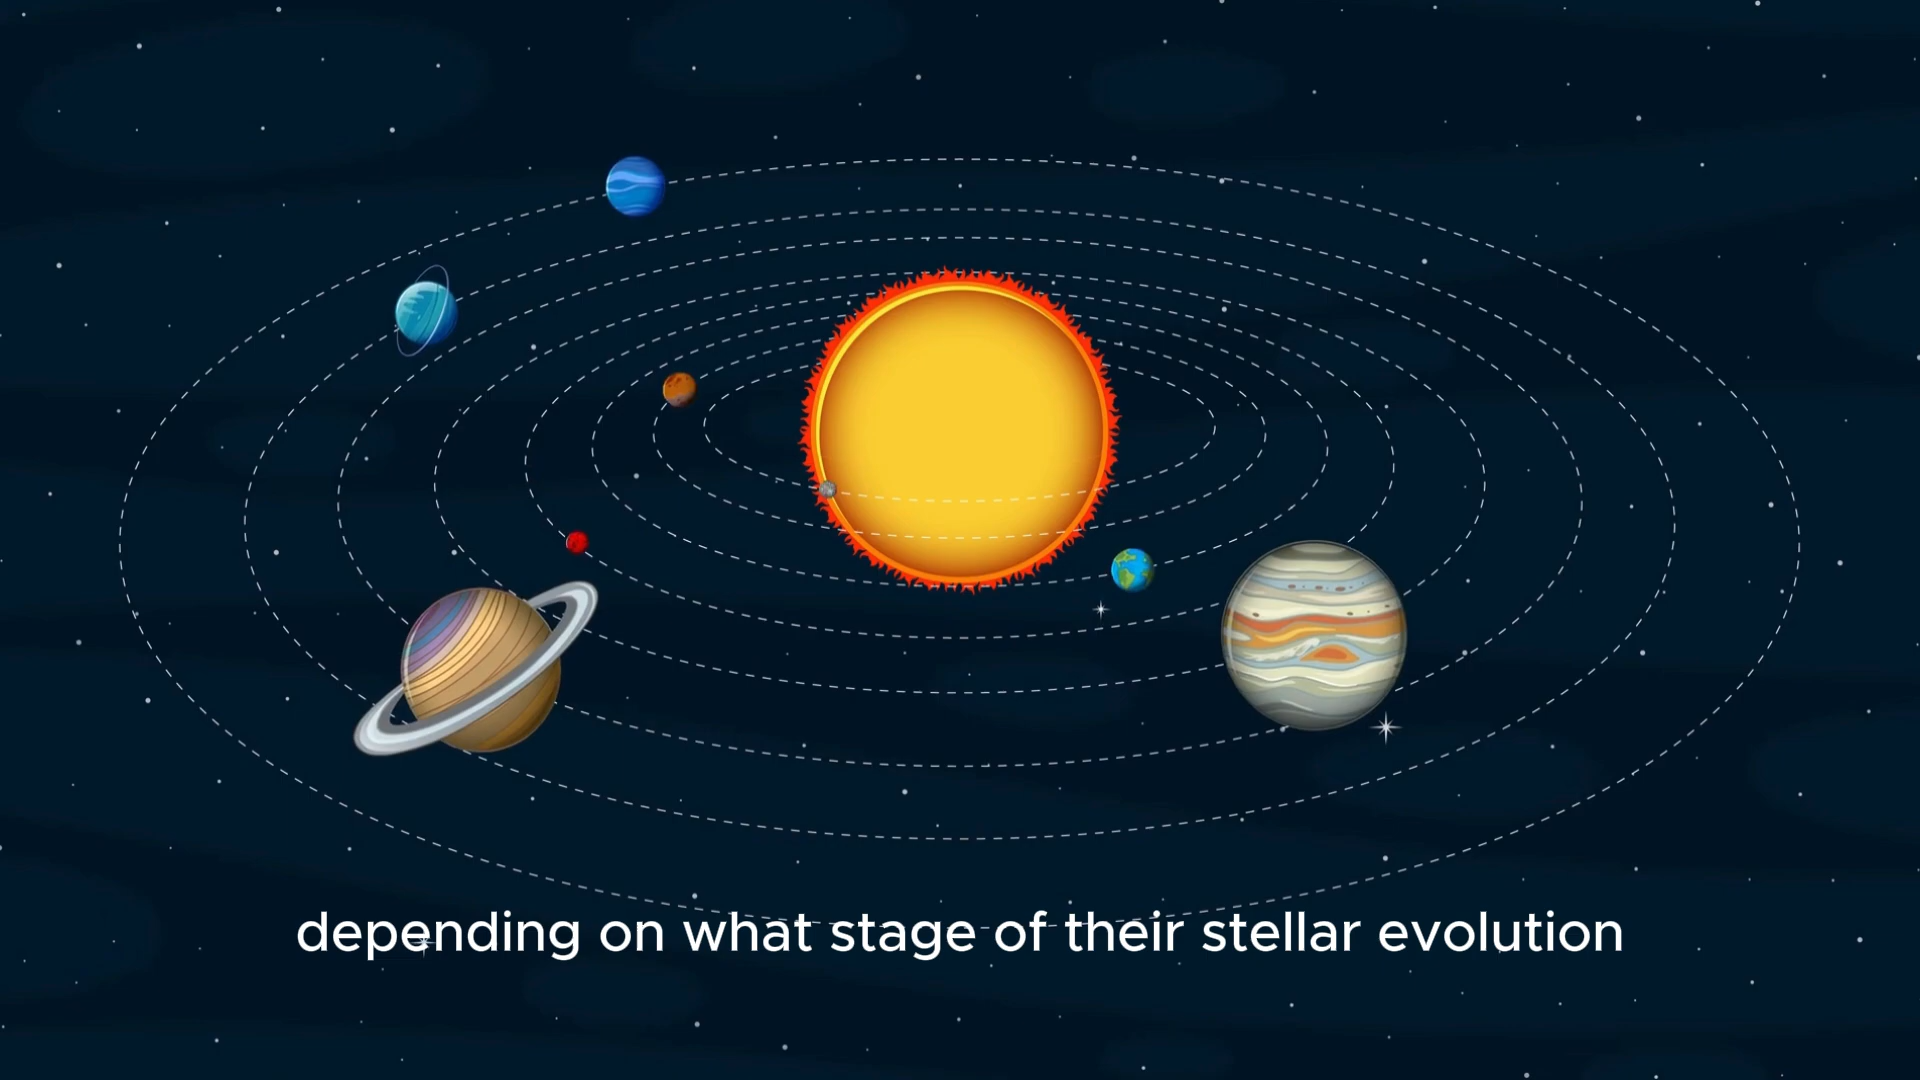 depending on what stage of their stellar evolution